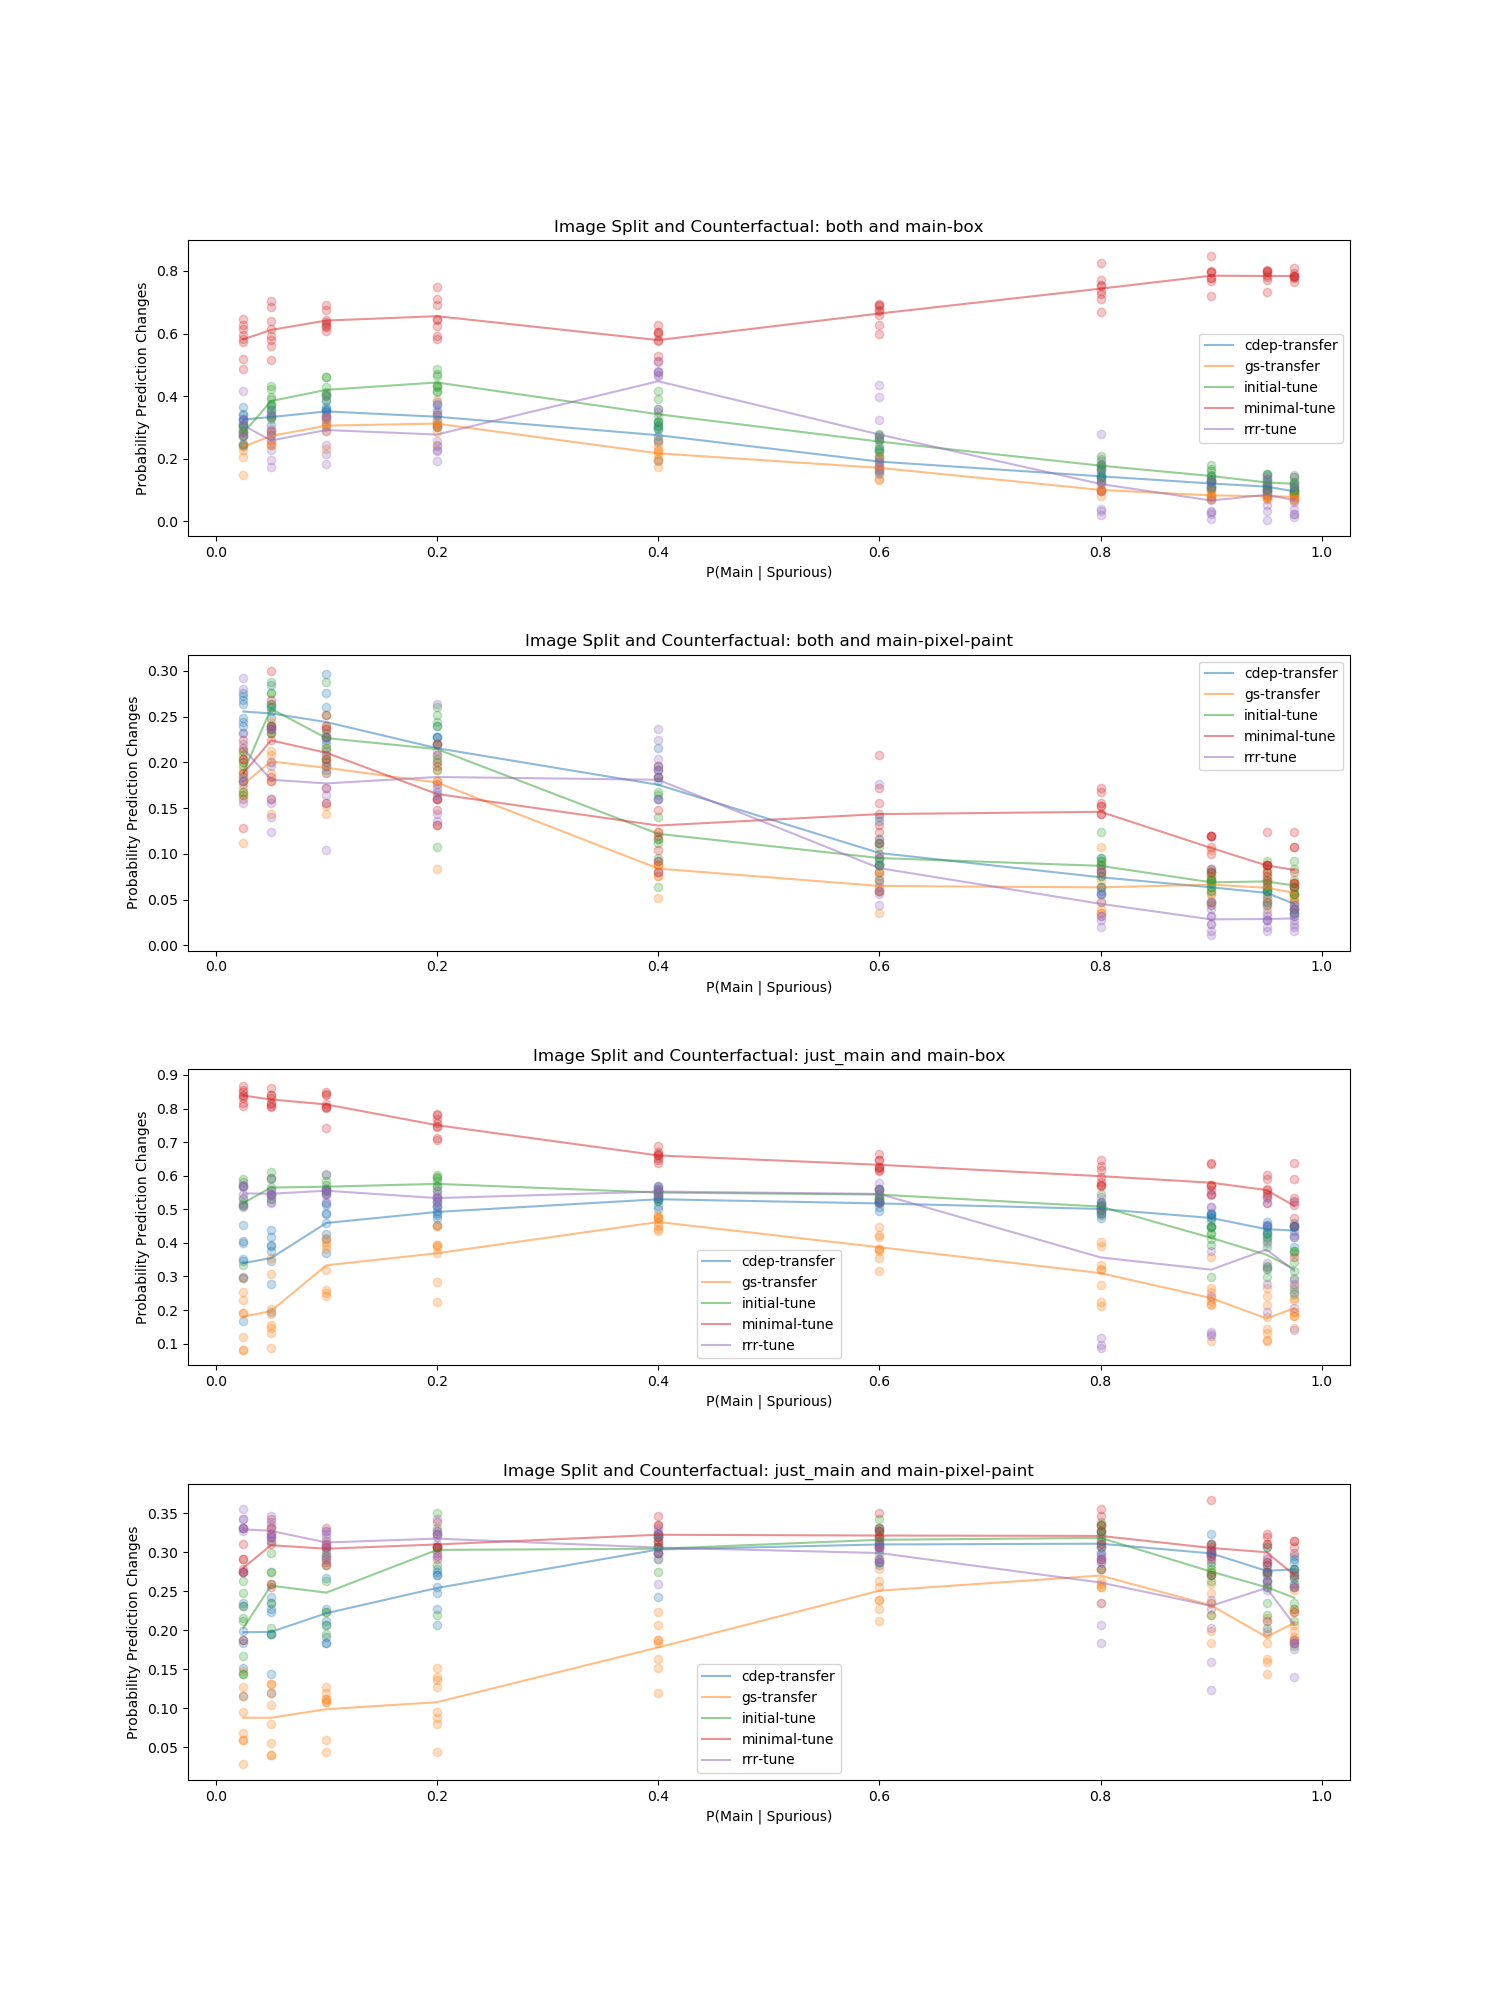 Image Split and Counterfactual: both and main-box
Probability Prediction Changes
0.8
0.6
0.4
0.2
0.0
cdep-transfer
gs-transfer
initial-tune
minimal-tune
rrr-tune
0.0 0.2 0.4 0.6 0.8 1.0
P(Main | Spurious)
Image Split and Counterfactual: both and main-pixel-paint
Probability Prediction Changes
0.30
0.25
0.20
0.15
0.10
0.05
0.00
cdep-transfer
gs-transfer
initial-tune
minimal-tune
rrr-tune
0.0 0.2 0.4 0.6 0.8 1.0
P(Main | Spurious)
Image Split and Counterfactual: just_main and main-box
Probability Prediction Changes
0.9
0.8
0.7
0.6
0.5
0.4
0.3
0.2
0.1
cdep-transfer
gs-transfer
initial-tune
minimal-tune
rrr-tune
0.0 0.2 0.4 0.6 0.8 1.0
P(Main | Spurious)
Image Split and Counterfactual: just_main and main-pixel-paint
Probability Prediction Changes
0.35
0.30
0.25
0.20
0.15
0.10
0.05
cdep-transfer
gs-transfer
initial-tune
minimal-tune
rrr-tune
0.0 0.2 0.4 0.6 0.8 1.0
P(Main | Spurious)